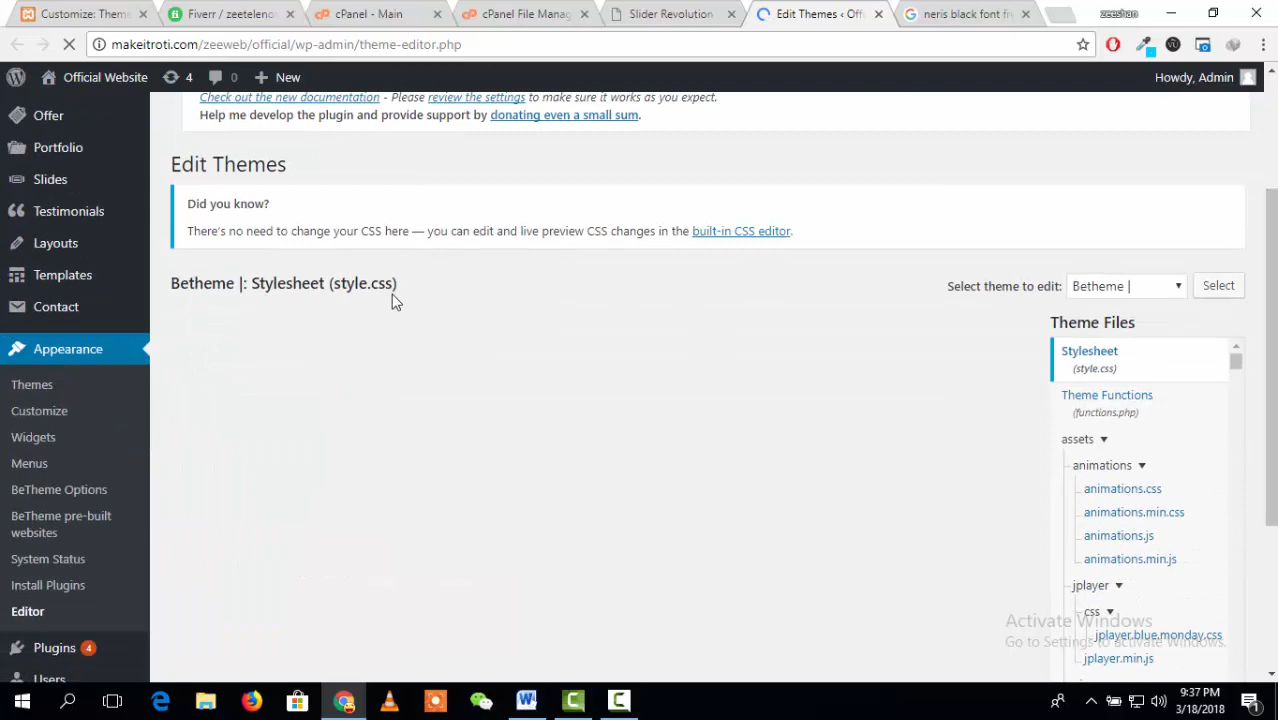 Customize: Theme
Fiverr / zeetelenor
cPanel - Main
cPanel File Manag
Slider Revolution
Edit Themes ‹ Offi
neris black font fre
zeeshan
makeitroti.com/zeeweb/official/wp-admin/theme-editor.php
Official Website
4
0
New
Howdy, Admin
Check out the new documentation - Please review the settings to make sure it works as you expect.
Help me develop the plugin and provide support by donating even a small sum.
Offer
Portfolio
Slides
Testimonials
Layouts
Templates
Contact
Appearance
Themes
Customize
Widgets
Menus
BeTheme Options
BeTheme pre-built
websites
System Status
Install Plugins
Editor
Plugins 4
Users
Edit Themes
Did you know?
There's no need to change your CSS here — you can edit and live preview CSS changes in the built-in CSS editor.
Betheme |: Stylesheet (style.css)
Select theme to edit:
Betheme |
Select
Theme Files
Stylesheet
(style.css)
Theme Functions
(functions.php)
assets
animations
animations.css
animations.min.css
animations.js
animations.min.js
jplayer
css
jplayer.blue.monday.css
jplayer.min.js
Activate Windows
Go to Settings to activate Windows.
9:37 PM
3/18/2018
1